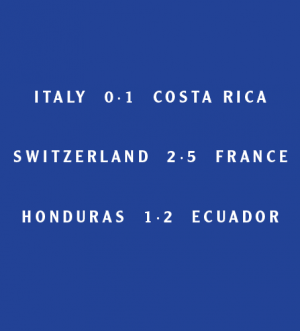 ITALY 0·1 COSTA RICA
SWITZERLAND 2·5 FRANCE
HONDURAS 1·2 ECUADOR